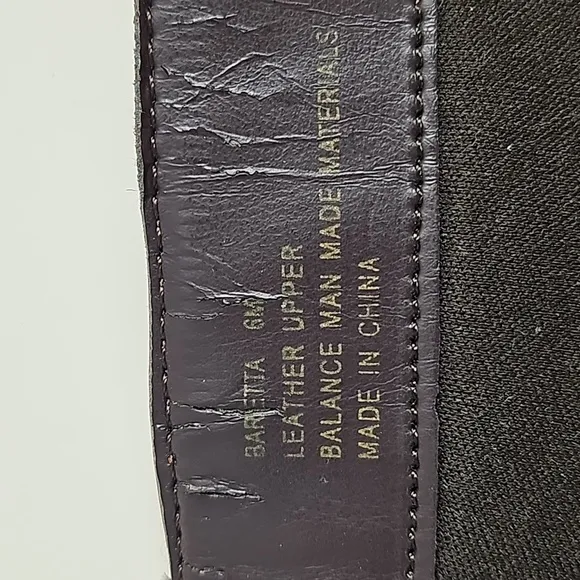 BARETTA 6M
LEATHER UPPER
BALANCE MAN MADE MATERIALS
MADE IN CHINA